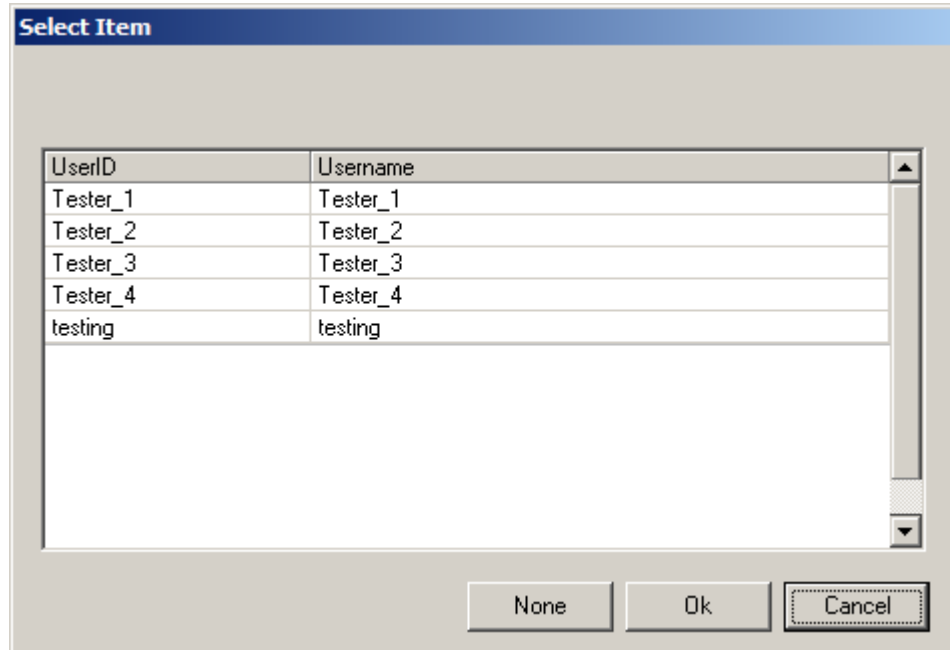 Select Item
UserID Username
Tester_1 Tester_1
Tester_2 Tester_2
Tester_3 Tester_3
Tester_4 Tester_4
testing testing
None Ok Cancel